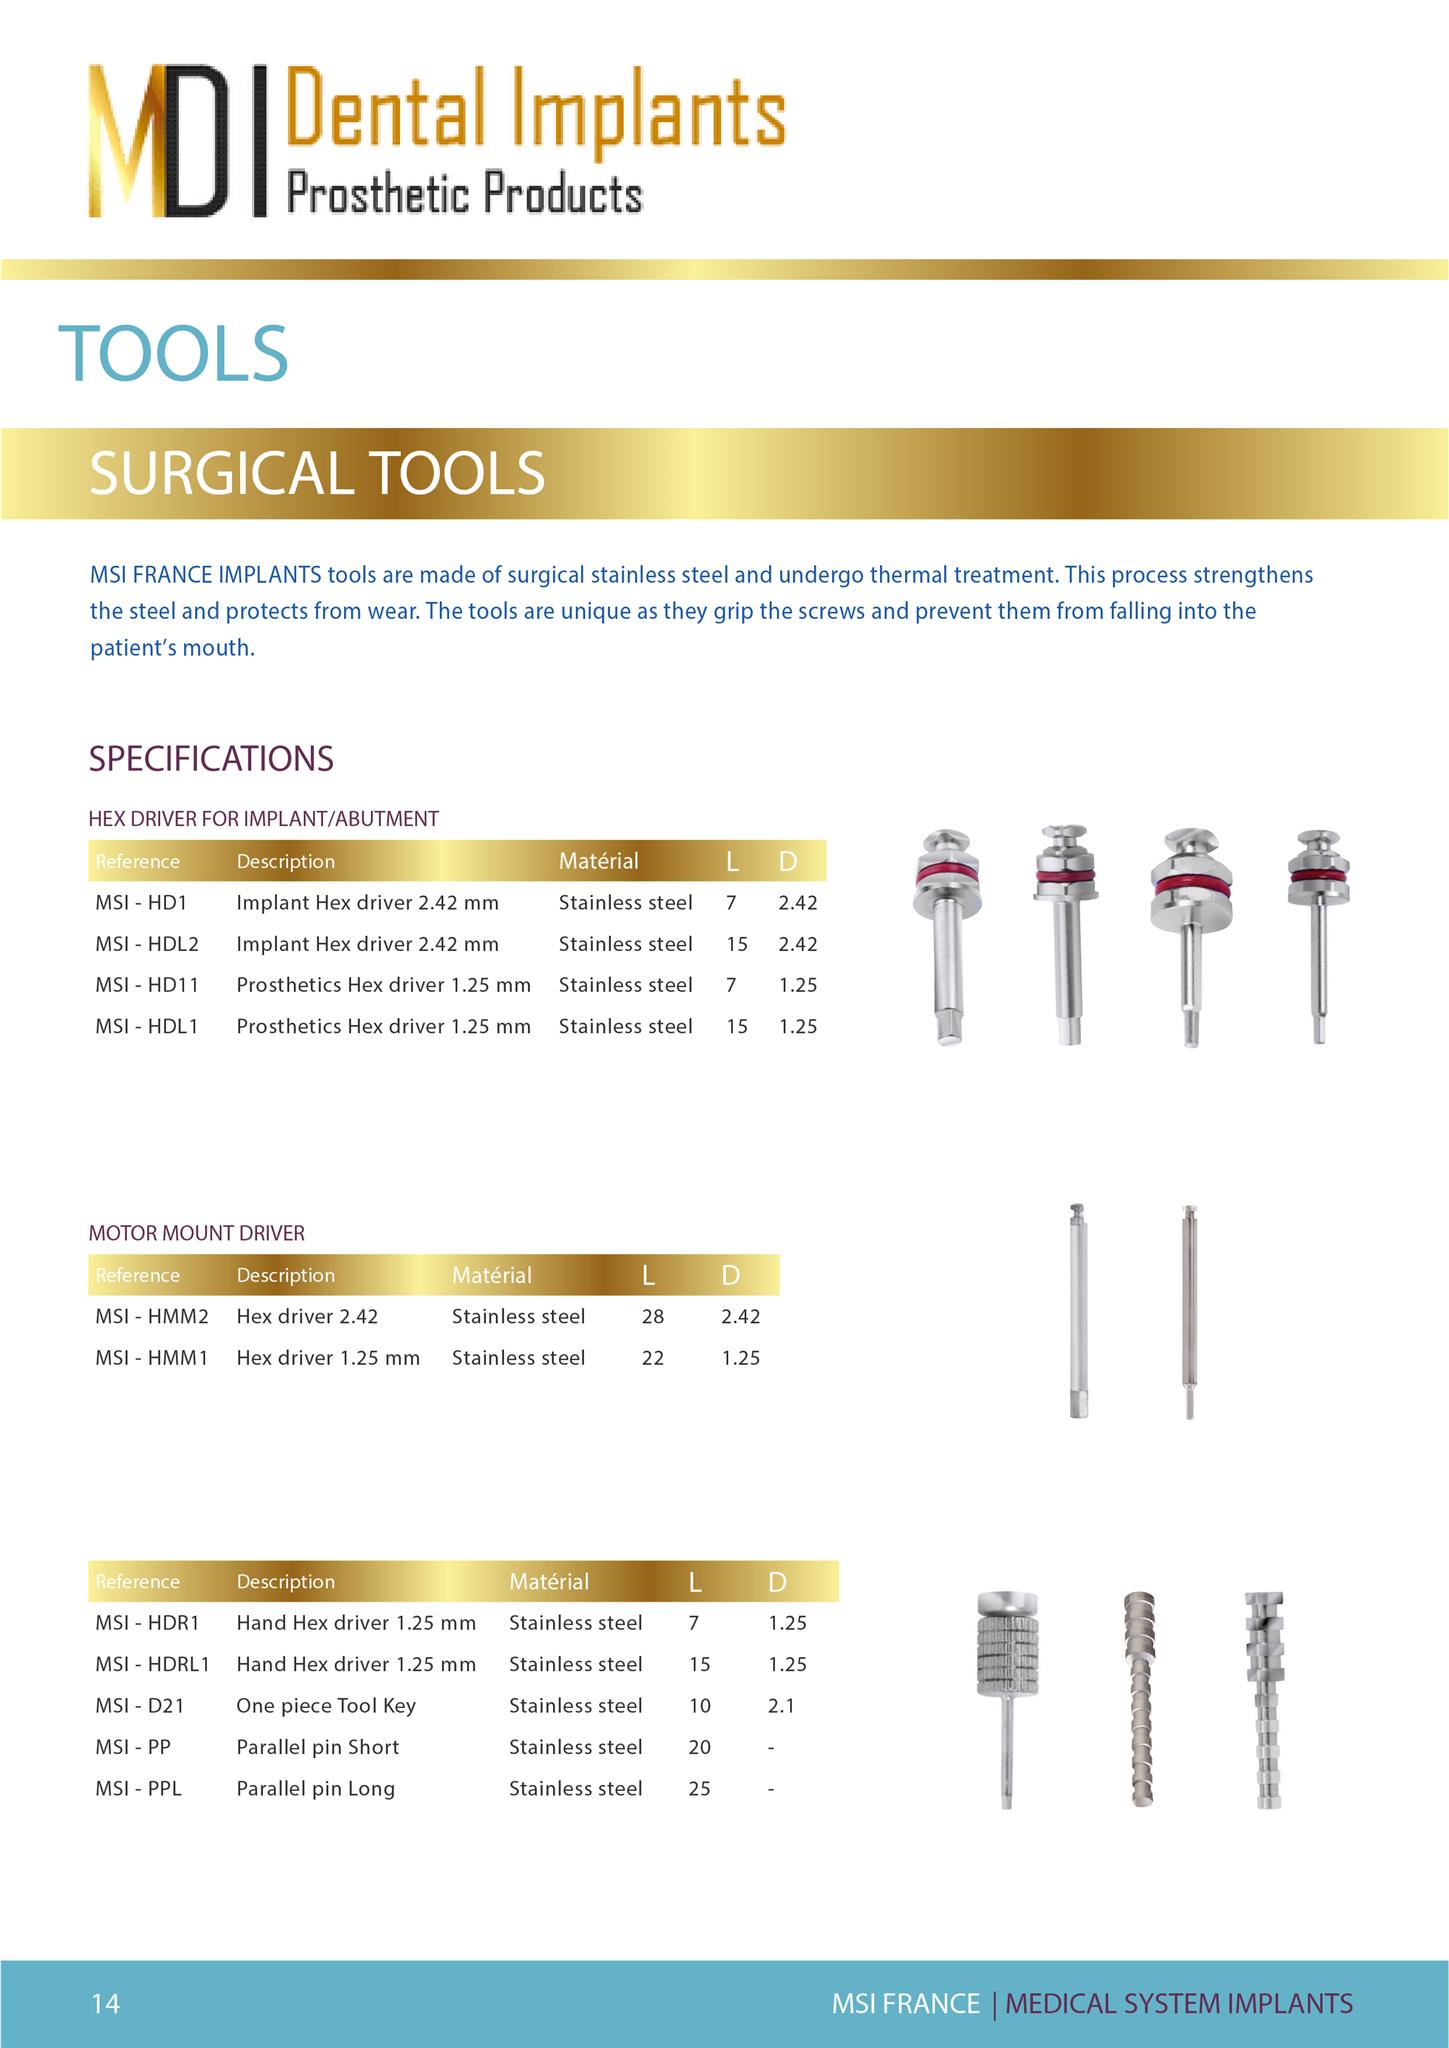 MDI Dental Implants
Prosthetic Products
TOOLS
SURGICAL TOOLS
MSI FRANCE IMPLANTS tools are made of surgical stainless steel and undergo thermal treatment. This process strengthens
the steel and protects from wear. The tools are unique as they grip the screws and prevent them from falling into the
patient’s mouth.
SPECIFICATIONS
HEX DRIVER FOR IMPLANT/ABUTMENT
Reference Description Matérial L D
MSI - HD1 Implant Hex driver 2.42 mm Stainless steel 7 2.42
MSI - HDL2 Implant Hex driver 2.42 mm Stainless steel 15 2.42
MSI - HD11 Prosthetics Hex driver 1.25 mm Stainless steel 7 1.25
MSI - HDL1 Prosthetics Hex driver 1.25 mm Stainless steel 15 1.25
MOTOR MOUNT DRIVER
Reference Description Matérial L D
MSI - HMM2 Hex driver 2.42 Stainless steel 28 2.42
MSI - HMM1 Hex driver 1.25 mm Stainless steel 22 1.25
Reference Description Matérial L D
MSI - HDR1 Hand Hex driver 1.25 mm Stainless steel 7 1.25
MSI - HDRL1 Hand Hex driver 1.25 mm Stainless steel 15 1.25
MSI - D21 One piece Tool Key Stainless steel 10 2.1
MSI - PP Parallel pin Short Stainless steel 20 -
MSI - PPL Parallel pin Long Stainless steel 25 -
14 MSI FRANCE | MEDICAL SYSTEM IMPLANTS